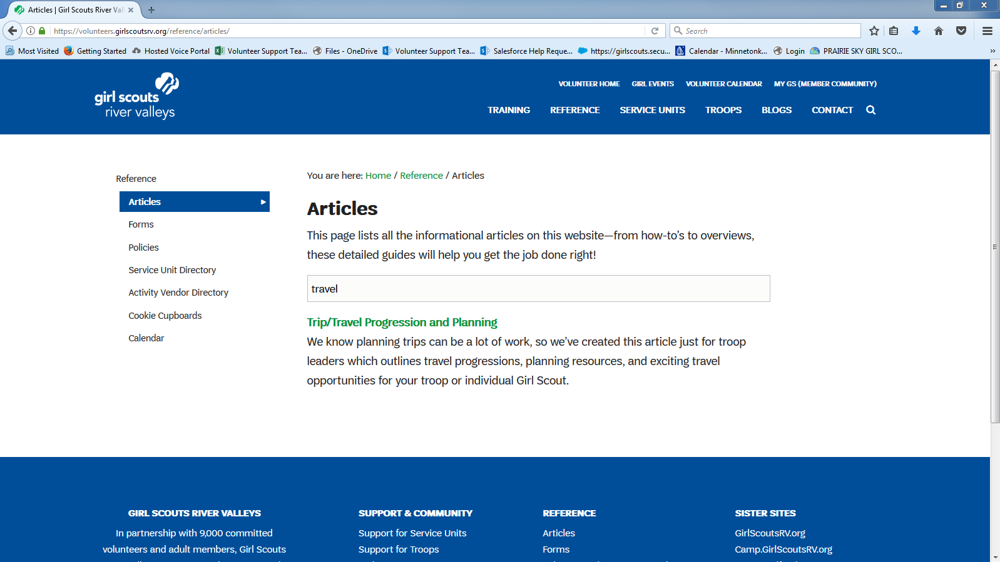 Articles | Girl Scouts River Val
https://volunteers.girlscoutsrv.org/reference/articles/
Search
Most Visited Getting Started Hosted Voice Portal Volunteer Support Tea... Files - OneDrive Volunteer Support Tea... Salesforce Help Reque... https://girlscouts.secu... Calendar - Minnetonk... Login PRAIRIE SKY GIRL SCO...
girl scouts
river valleys
VOLUNTEER HOME GIRL EVENTS VOLUNTEER CALENDAR MY GS (MEMBER COMMUNITY)
TRAINING REFERENCE SERVICE UNITS TROOPS BLOGS CONTACT
Reference
Articles
Forms
Policies
Service Unit Directory
Activity Vendor Directory
Cookie Cupboards
Calendar
You are here: Home / Reference / Articles
Articles
This page lists all the informational articles on this website—from how-to’s to overviews,
these detailed guides will help you get the job done right!
travel
Trip/Travel Progression and Planning
We know planning trips can be a lot of work, so we’ve created this article just for troop
leaders which outlines travel progressions, planning resources, and exciting travel
opportunities for your troop or individual Girl Scout.
GIRL SCOUTS RIVER VALLEYS
In partnership with 9,000 committed
volunteers and adult members, Girl Scouts
SUPPORT & COMMUNITY
Support for Service Units
Support for Troops
REFERENCE
Articles
Forms
SISTER SITES
GirlScoutsRV.org
Camp.GirlScoutsRV.org